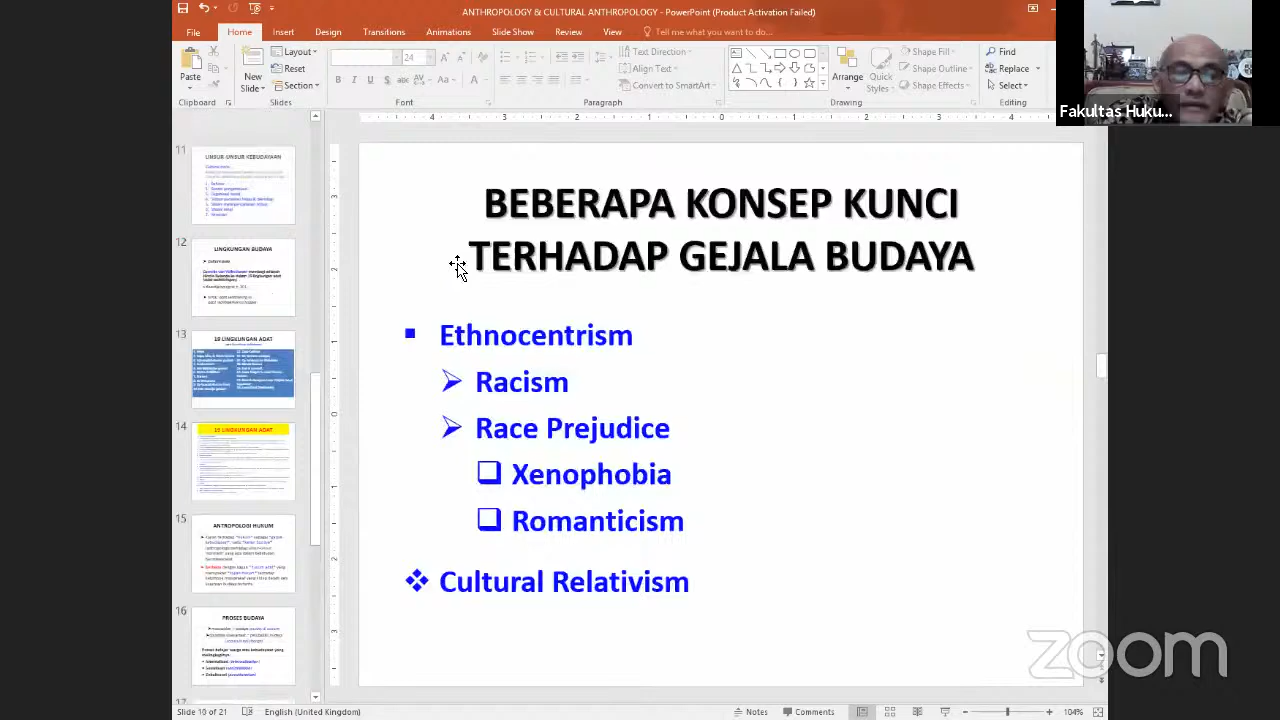 ANTHROPOLOGY & CULTURAL ANTHROPOLOGY - PowerPoint (Product Activation Failed)
File Home Insert Design Transitions Animations Slide Show Review View Tell me what you want to do...
Paste
New Slide
Layout
Reset
Section
24
Text Direction
Align Text
Convert to SmartArt
Arrange
Quick Styles
Shape Fill
Shape Outline
Shape Effects
Find
Replace
Select
Clipboard Slides Font Paragraph Drawing Editing
Fakultas Huku...
11
UNSUR-UNSUR KEBUDAYAAN
12
LINGKUNGAN BUDAYA
13
19 LINGKUNGAN ADAT
14
19 LINGKUNGAN ADAT
15
ANTROPOLOGI HUKUM
16
PROSES BUDAYA
17
BEBERAPA KONSEP KUNCI
TERHADAP GEJALA BUDAYA
Ethnocentrism
Racism
Race Prejudice
Xenophobia
Romanticism
Cultural Relativism
zoom
Slide 10 of 21 English (United Kingdom) Notes Comments 104%